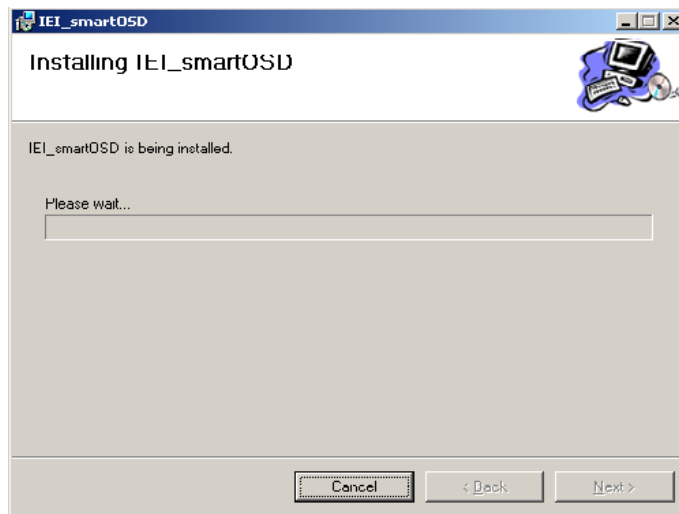 IEI_smartOSD
Installing IEI_smartOSD
IEI_smartOSD is being installed.
Please wait...
Cancel
< Back
Next >